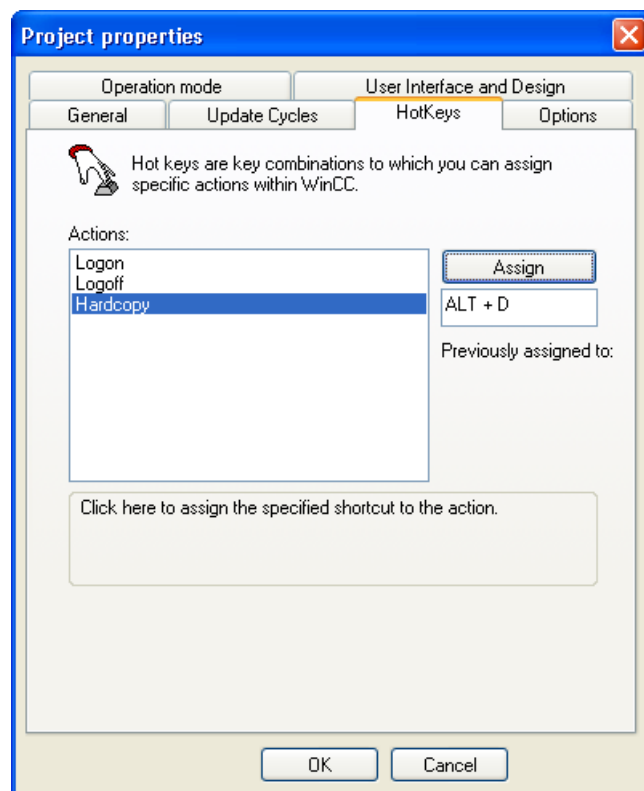 Project properties
Operation mode
User Interface and Design
General
Update Cycles
HotKeys
Options
Hot keys are key combinations to which you can assign
specific actions within WinCC.
Actions:
Logon
Logoff
Hardcopy
Assign
ALT + D
Previously assigned to:
Click here to assign the specified shortcut to the action.
OK
Cancel